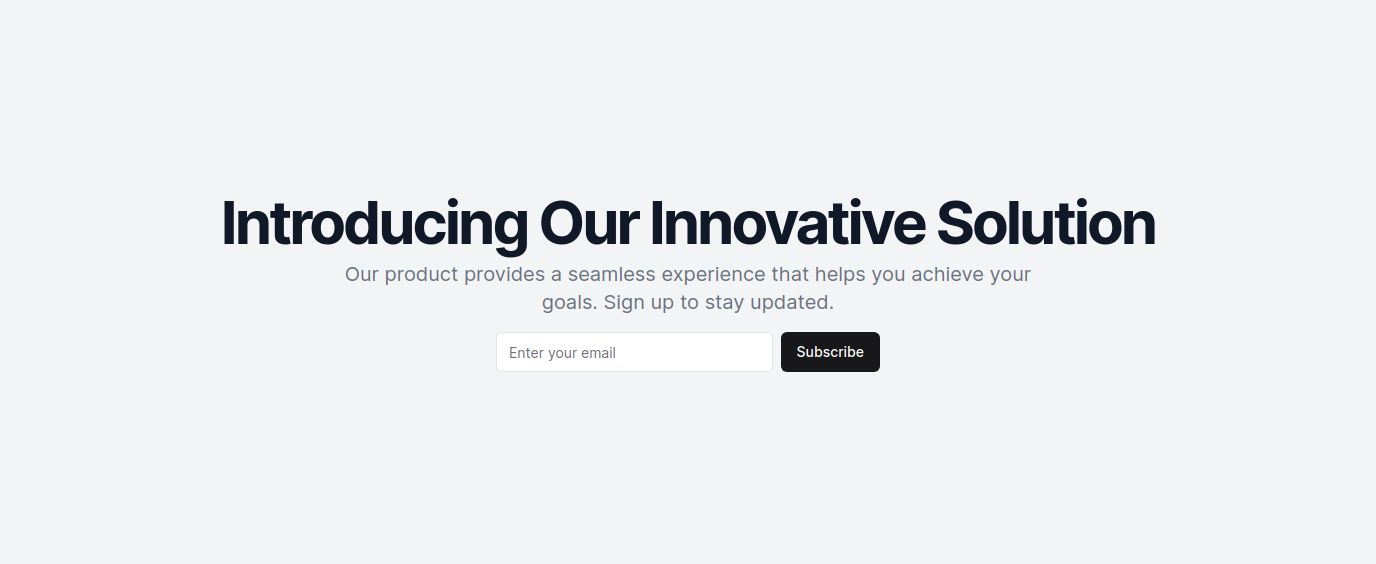 Introducing Our Innovative Solution
Our product provides a seamless experience that helps you achieve your
goals. Sign up to stay updated.
Enter your email
Subscribe